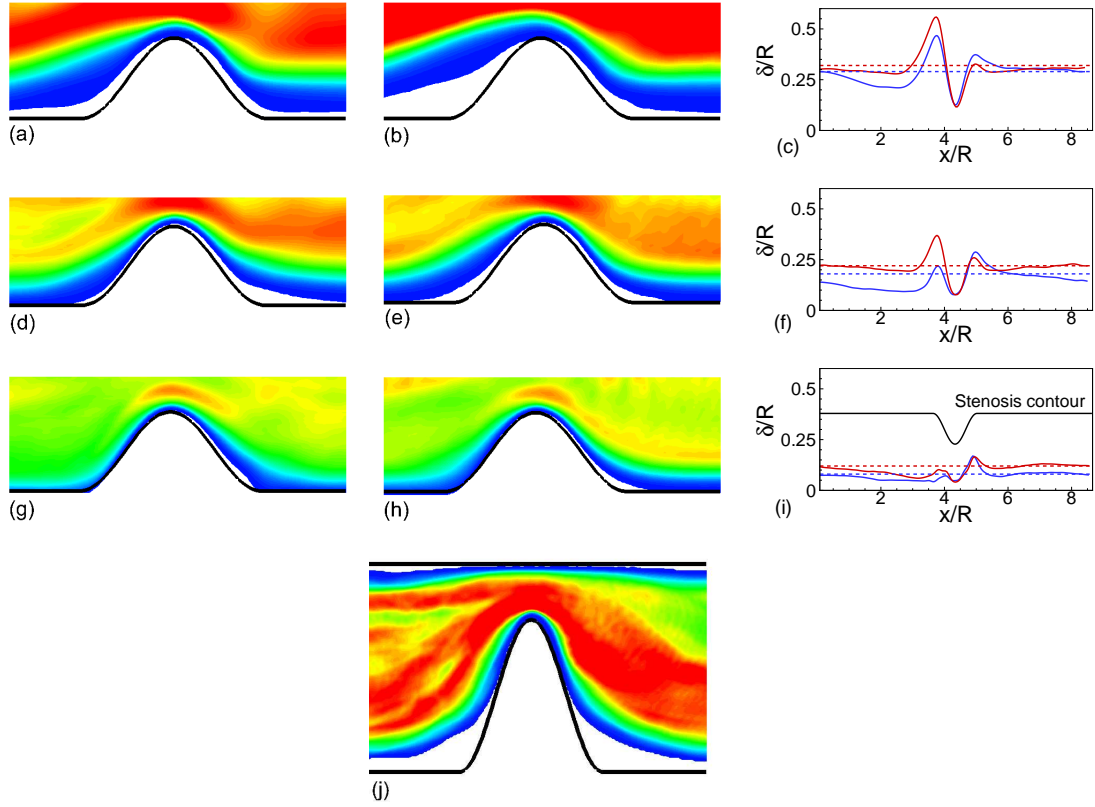 (a)
(b)
(c)
δ/R
0.5
0.25
0
2
4
6
8
x/R
(d)
(e)
(f)
δ/R
0.5
0.25
0
2
4
6
8
x/R
(g)
(h)
(i)
δ/R
0.5
0.25
0
Stenosis contour
2
4
6
8
x/R
(j)